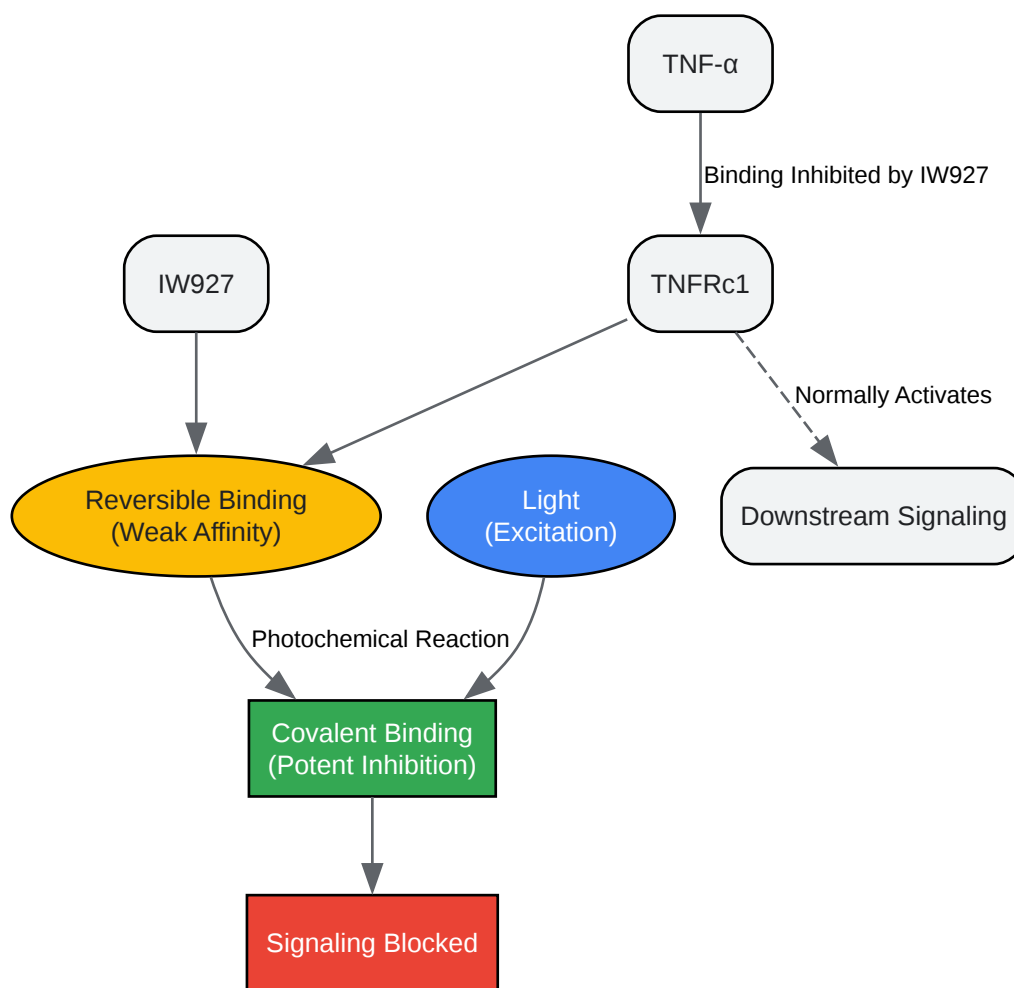 TNF-α
Binding Inhibited by IW927
IW927
TNFRc1
Normally Activates
Reversible Binding
(Weak Affinity)
Light
(Excitation)
Downstream Signaling
Photochemical Reaction
Covalent Binding
(Potent Inhibition)
Signaling Blocked